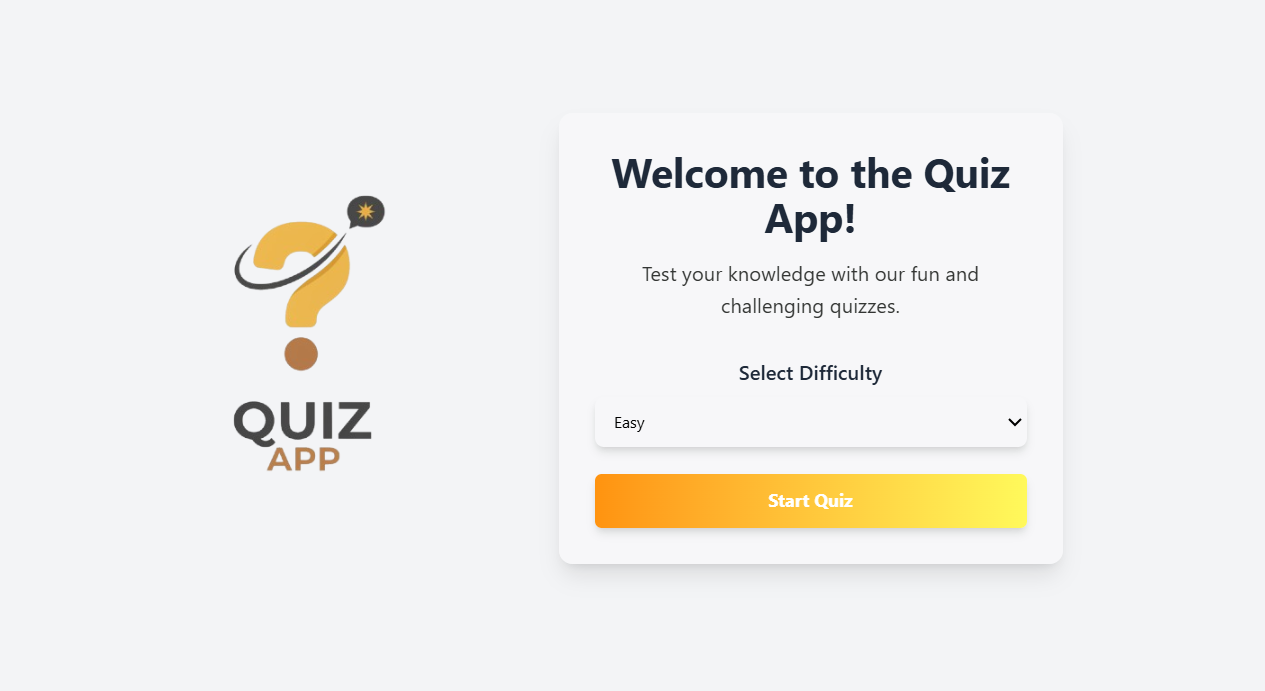 QUIZ
APP
Welcome to the Quiz
App!
Test your knowledge with our fun and
challenging quizzes.
Select Difficulty
Easy
Start Quiz